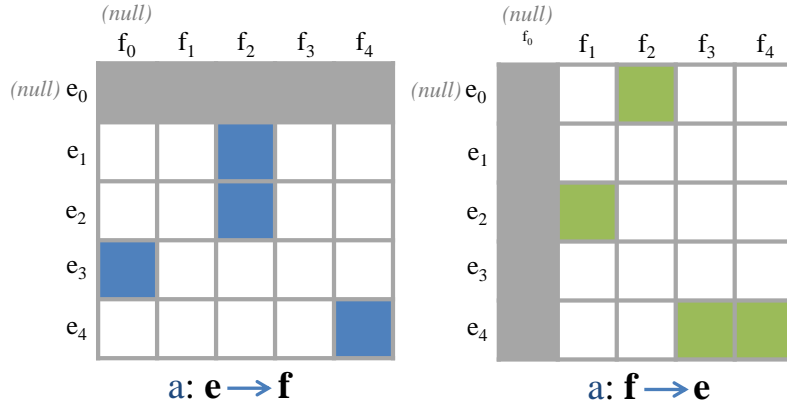 (null)
f0 f1 f2 f3 f4
(null) e0
e1
e2
e3
e4
a: e → f
(null)
f0 f1 f2 f3 f4
(null) e0
e1
e2
e3
e4
a: f → e